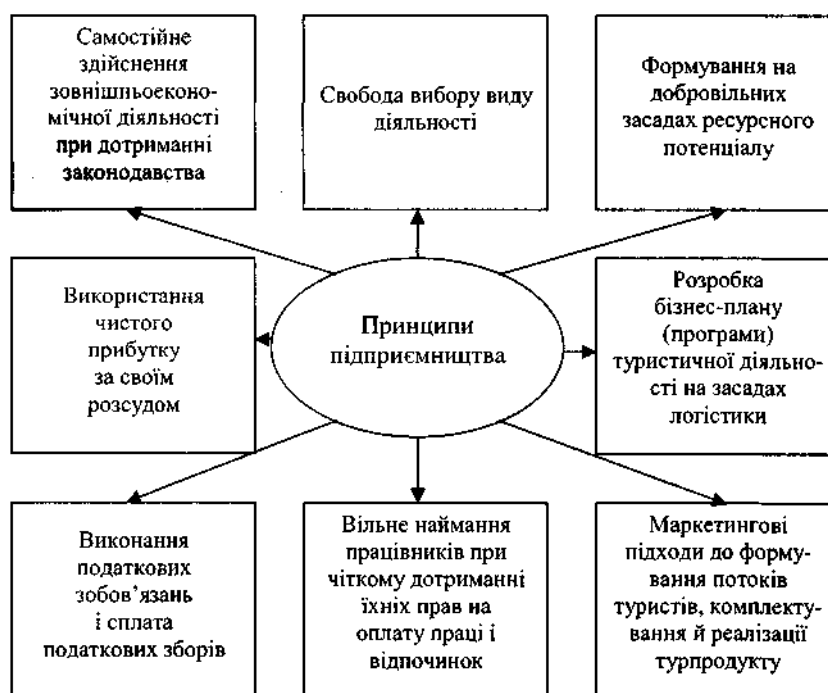 Самостійне
здійснення
зовнішньоеконо-
мічної діяльності
при дотриманні
законодавства
Свобода вибору виду
діяльності
Формування на
добровільних
засадах ресурсного
потенціалу
Використання
чистого
прибутку
за своїм
розсудом
Принципи
підприємництва
Розробка
бізнес-плану
(програми)
туристичної діяльно-
сті на засадах
логістики
Виконання
податкових
зобов’язань
і сплата
податкових зборів
Вільне наймання
працівників при
чіткому дотриманні
їхніх прав на
оплату праці і
відпочинок
Маркетингові
підходи до форму-
вання потоків
туристів, комплекту-
вання й реалізації
турпродукту